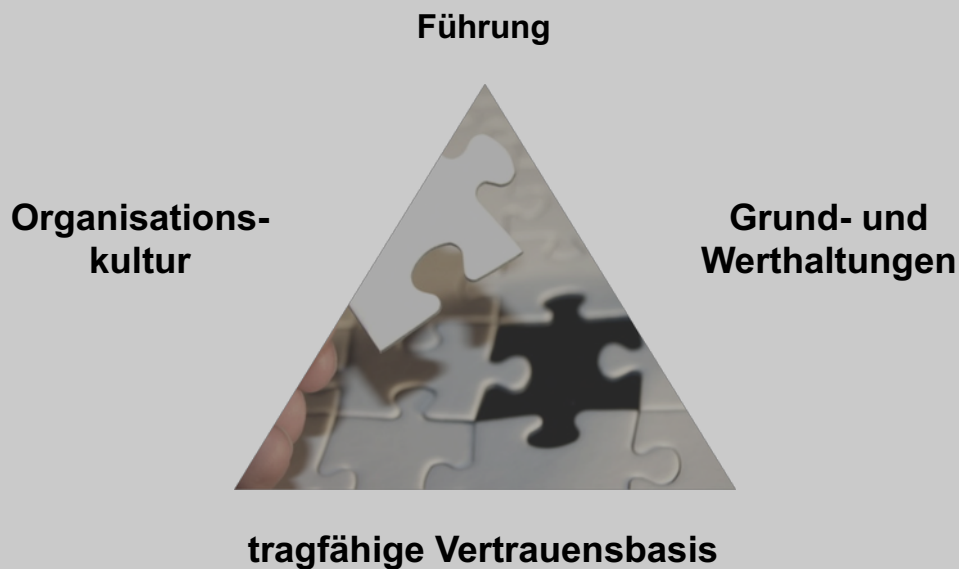 Führung
Organisations-
kultur
Grund- und
Werthaltungen
tragfähige Vertrauensbasis